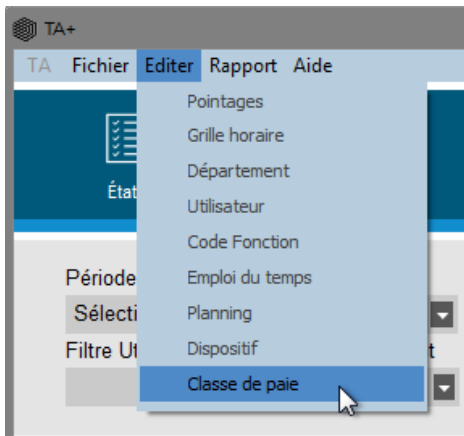 TA+
TA Fichier Editer Rapport Aide
Pointages
Grille horaire
Département
État
Utilisateur
Code Fonction
Période
Emploi du temps
Sélecti
Planning
Filtre Ut
Dispositif
t
Classe de paie